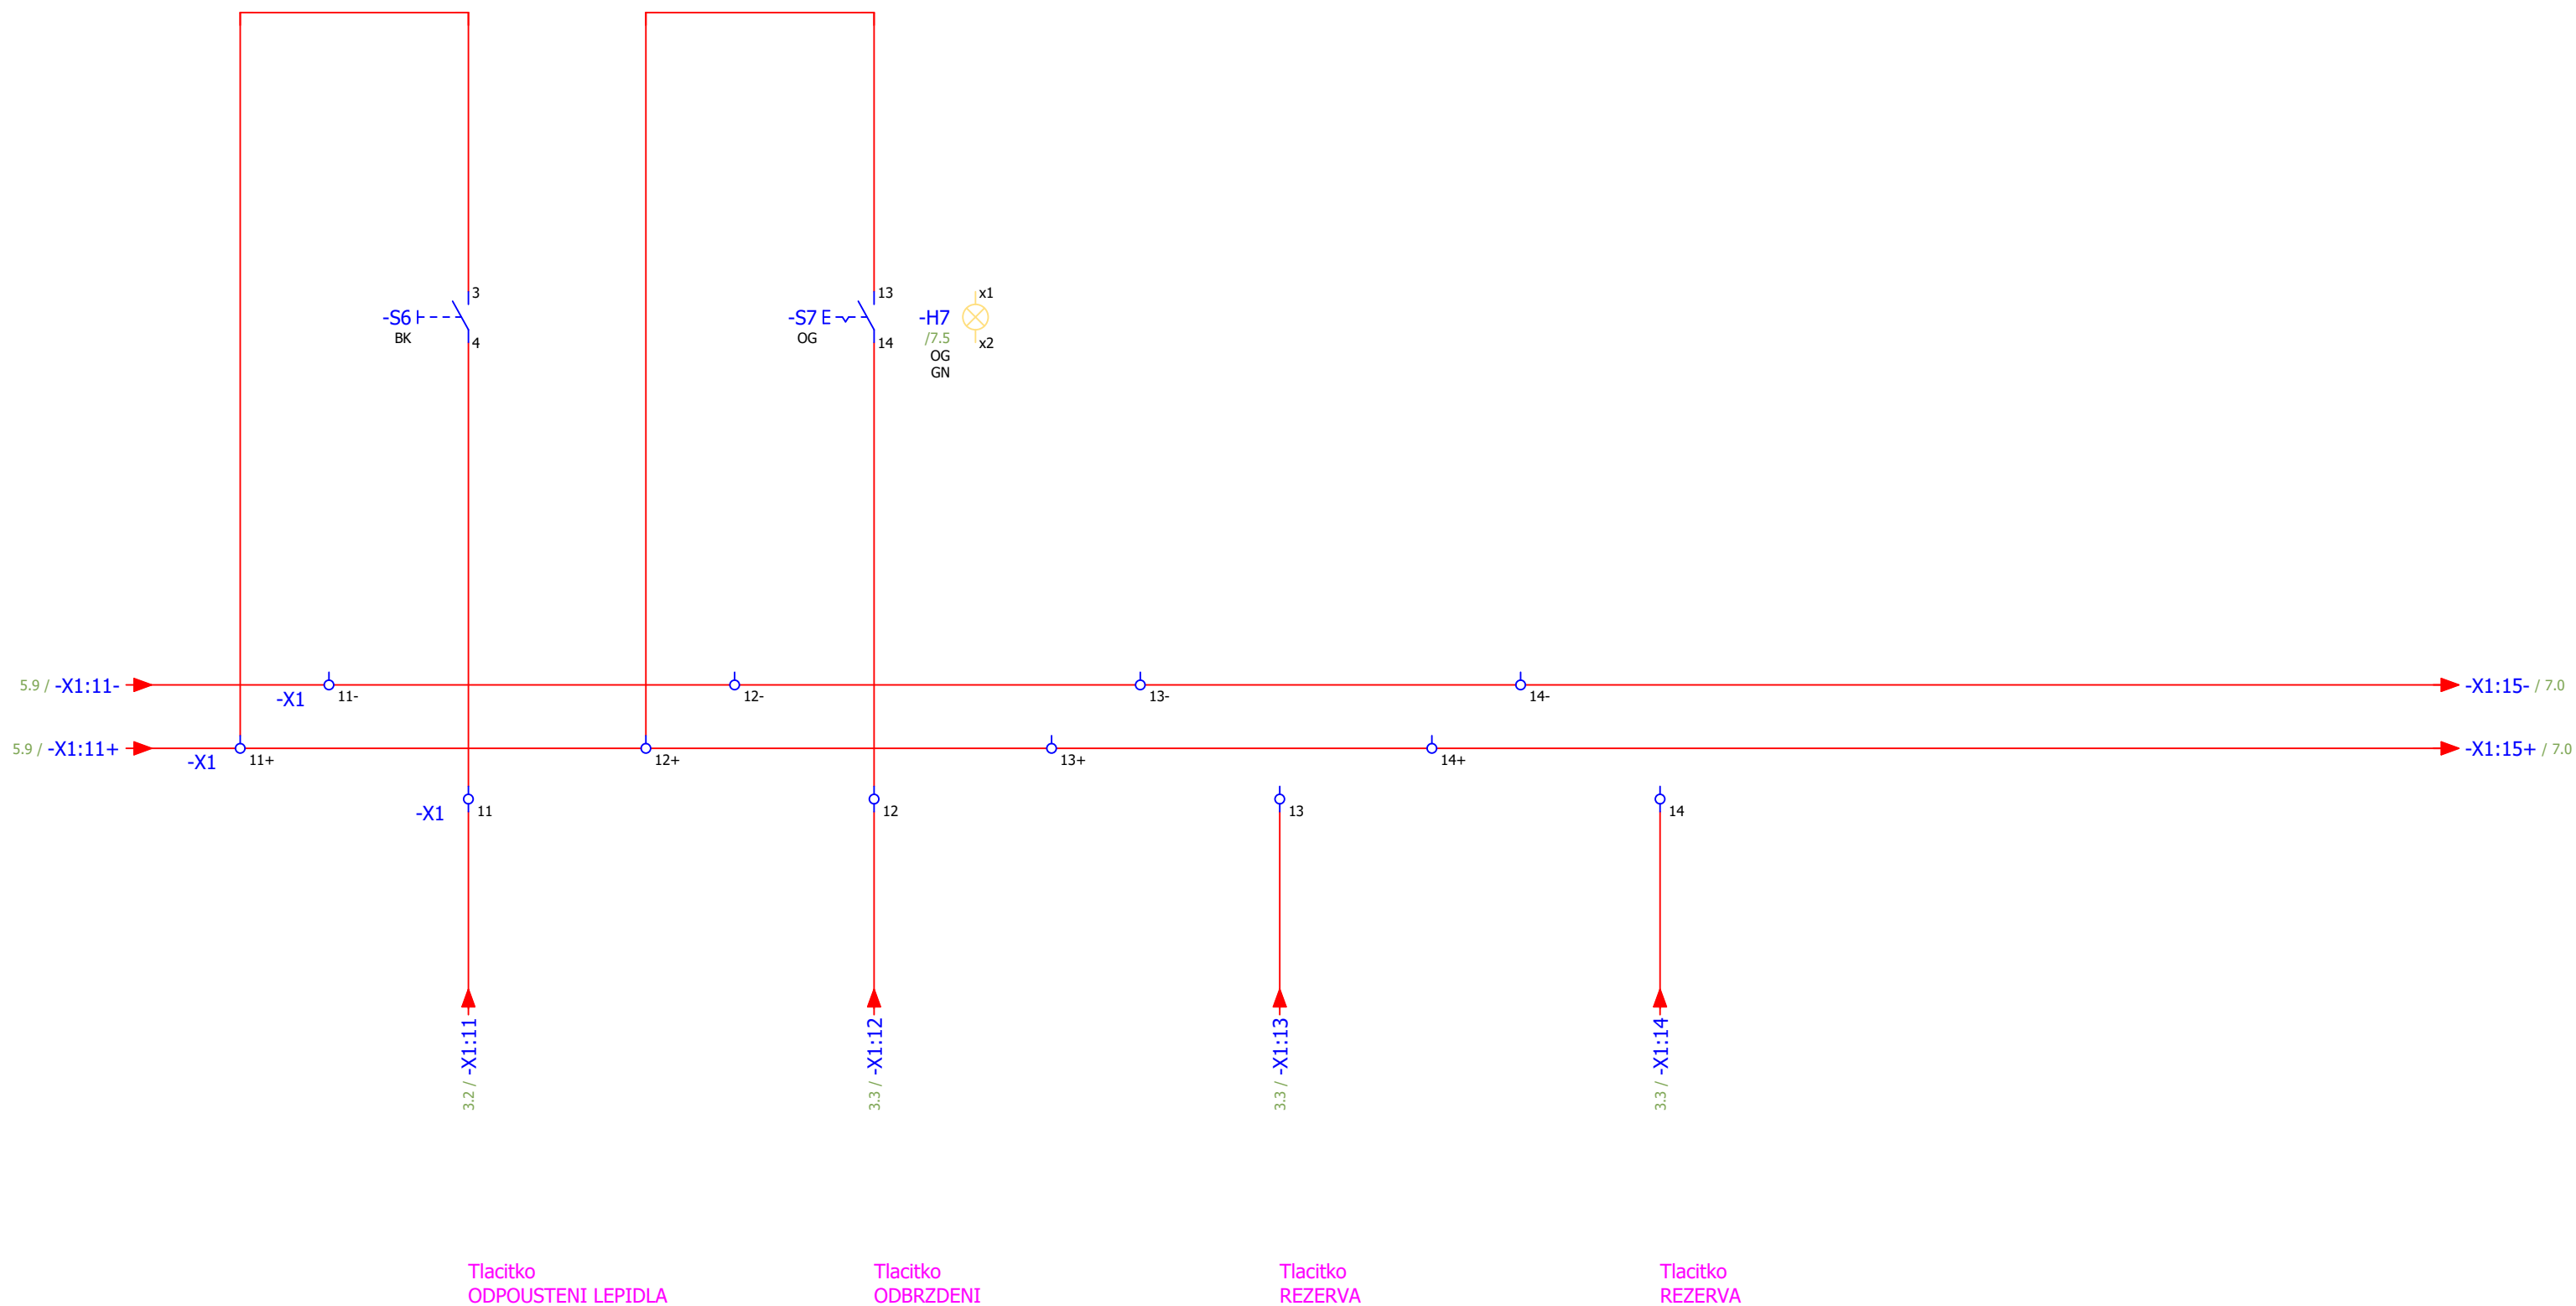 3
-S6
BK
4
13
-S7
OG
14
-H7
/7.5
OG
GN
x1
x2
5.9 / -X1:11-
-X1
11-
12-
13-
14-
-X1:15- / 7.0
5.9 / -X1:11+
-X1
11+
12+
13+
14+
-X1:15+ / 7.0
-X1
11
12
13
14
3.2 / -X1:11
3.3 / -X1:12
3.3 / -X1:13
3.3 / -X1:14
Tlacitko
ODPOUSTENI LEPIDLA
Tlacitko
ODBRZDENI
Tlacitko
REZERVA
Tlacitko
REZERVA